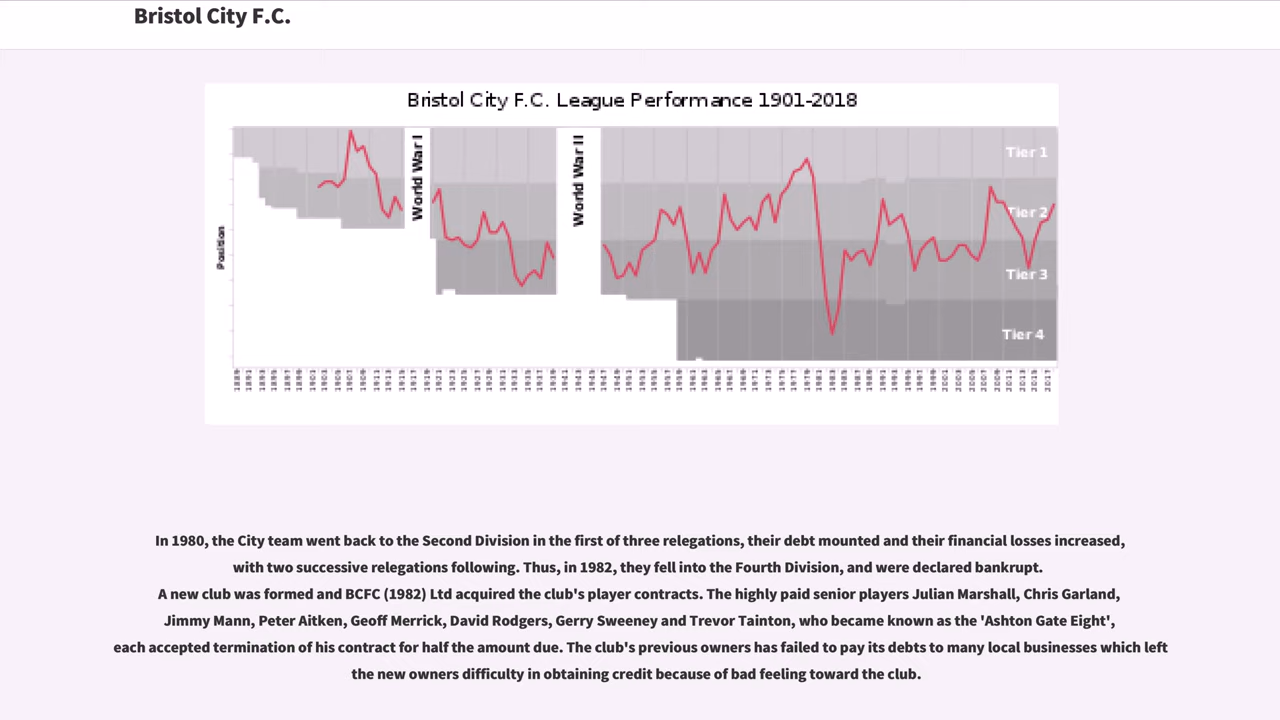 Bristol City F.C.
Bristol City F.C. League Performance 1901-2018
World War I
World War II
Tier 1
Tier 2
Tier 3
Tier 4
Position
In 1980, the City team went back to the Second Division in the first of three relegations, their debt mounted and their financial losses increased,
with two successive relegations following. Thus, in 1982, they fell into the Fourth Division, and were declared bankrupt.
A new club was formed and BCFC (1982) Ltd acquired the club's player contracts. The highly paid senior players Julian Marshall, Chris Garland,
Jimmy Mann, Peter Aitken, Geoff Merrick, David Rodgers, Gerry Sweeney and Trevor Tainton, who became known as the 'Ashton Gate Eight',
each accepted termination of his contract for half the amount due. The club's previous owners has failed to pay its debts to many local businesses which left
the new owners difficulty in obtaining credit because of bad feeling toward the club.